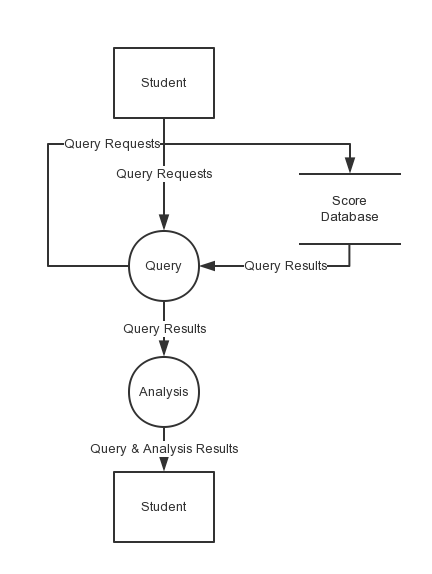 Student
Query Requests
Query Requests
Score
Database
Query
Query Results
Query Results
Analysis
Query & Analysis Results
Student